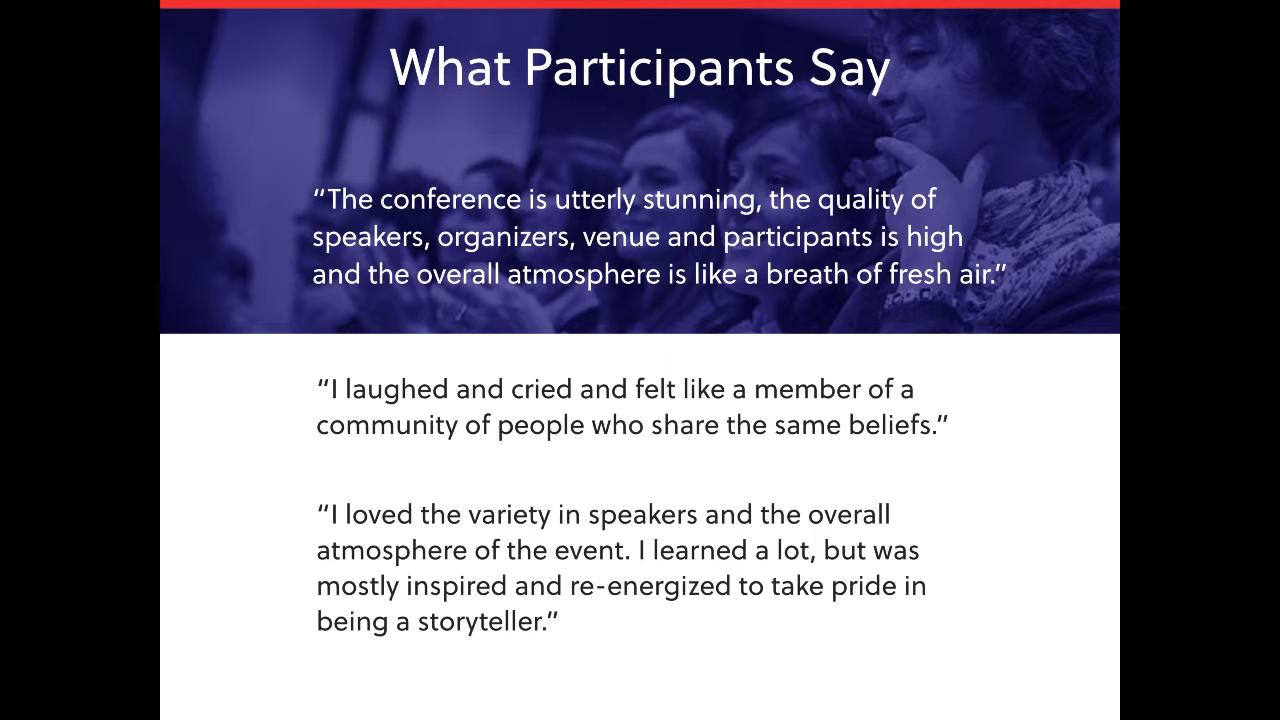 What Participants Say
“The conference is utterly stunning, the quality of
speakers, organizers, venue and participants is high
and the overall atmosphere is like a breath of fresh air.”
“I laughed and cried and felt like a member of a
community of people who share the same beliefs.”
“I loved the variety in speakers and the overall
atmosphere of the event. I learned a lot, but was
mostly inspired and re-energized to take pride in
being a storyteller.”